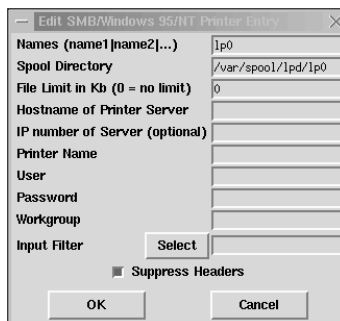 Edit SMB/Windows 95/NT Printer Entry
Names (name1|name2|...) lp0
Spool Directory /var/spool/lpd/lp0
File Limit in Kb (0 = no limit) 0
Hostname of Printer Server
IP number of Server (optional)
Printer Name
User
Password
Workgroup
Input Filter Select
Suppress Headers
OK Cancel